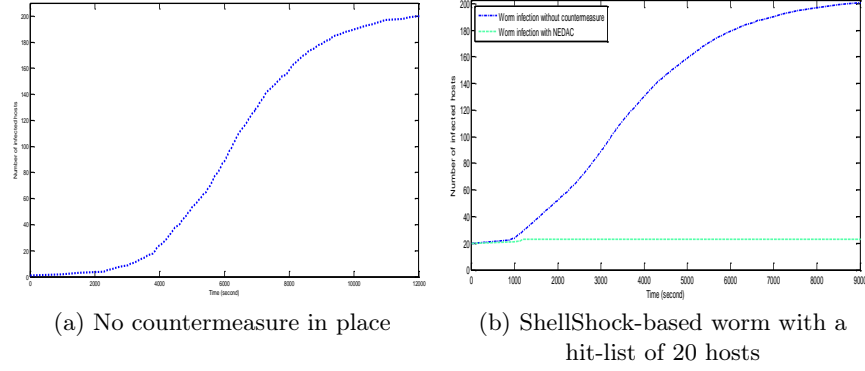 200
180
160
140
120
100
80
60
40
20
0
Number of infected hosts
0 2000 4000 6000 8000 10000 12000
Time (second)
(a) No countermeasure in place
200
180
160
140
120
100
80
60
40
20
0
Number of infected hosts
Worm infection without countermeasure
Worm infection with NEDAC
0 1000 2000 3000 4000 5000 6000 7000 8000 9000
Time (second)
(b) ShellShock-based worm with a
hit-list of 20 hosts